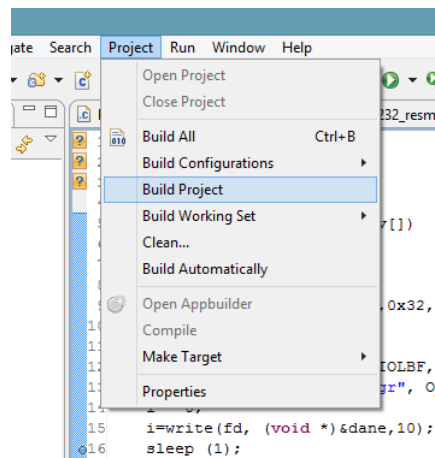 gate Search Project Run Window Help
Open Project
Close Project
232_resm
010 Build All Ctrl+B
Build Configurations
Build Project
Build Working Set
v[])
Clean...
Build Automatically
Open Appbuilder
,0x32,
Compile
Make Target
IOLBF,
gr", O
Properties
15 i=write(fd, (void *)&dane,10);
16 sleep (1);